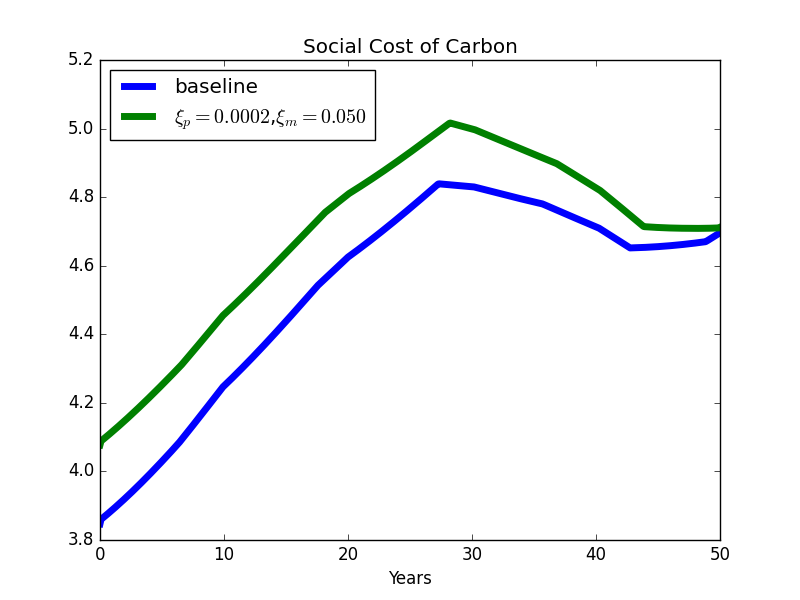 Social Cost of Carbon
5.2
5.0
4.8
4.6
4.4
4.2
4.0
3.8
baseline
ξₚ = 0.0002, ξₘ = 0.050
0 10 20 30 40 50
Years